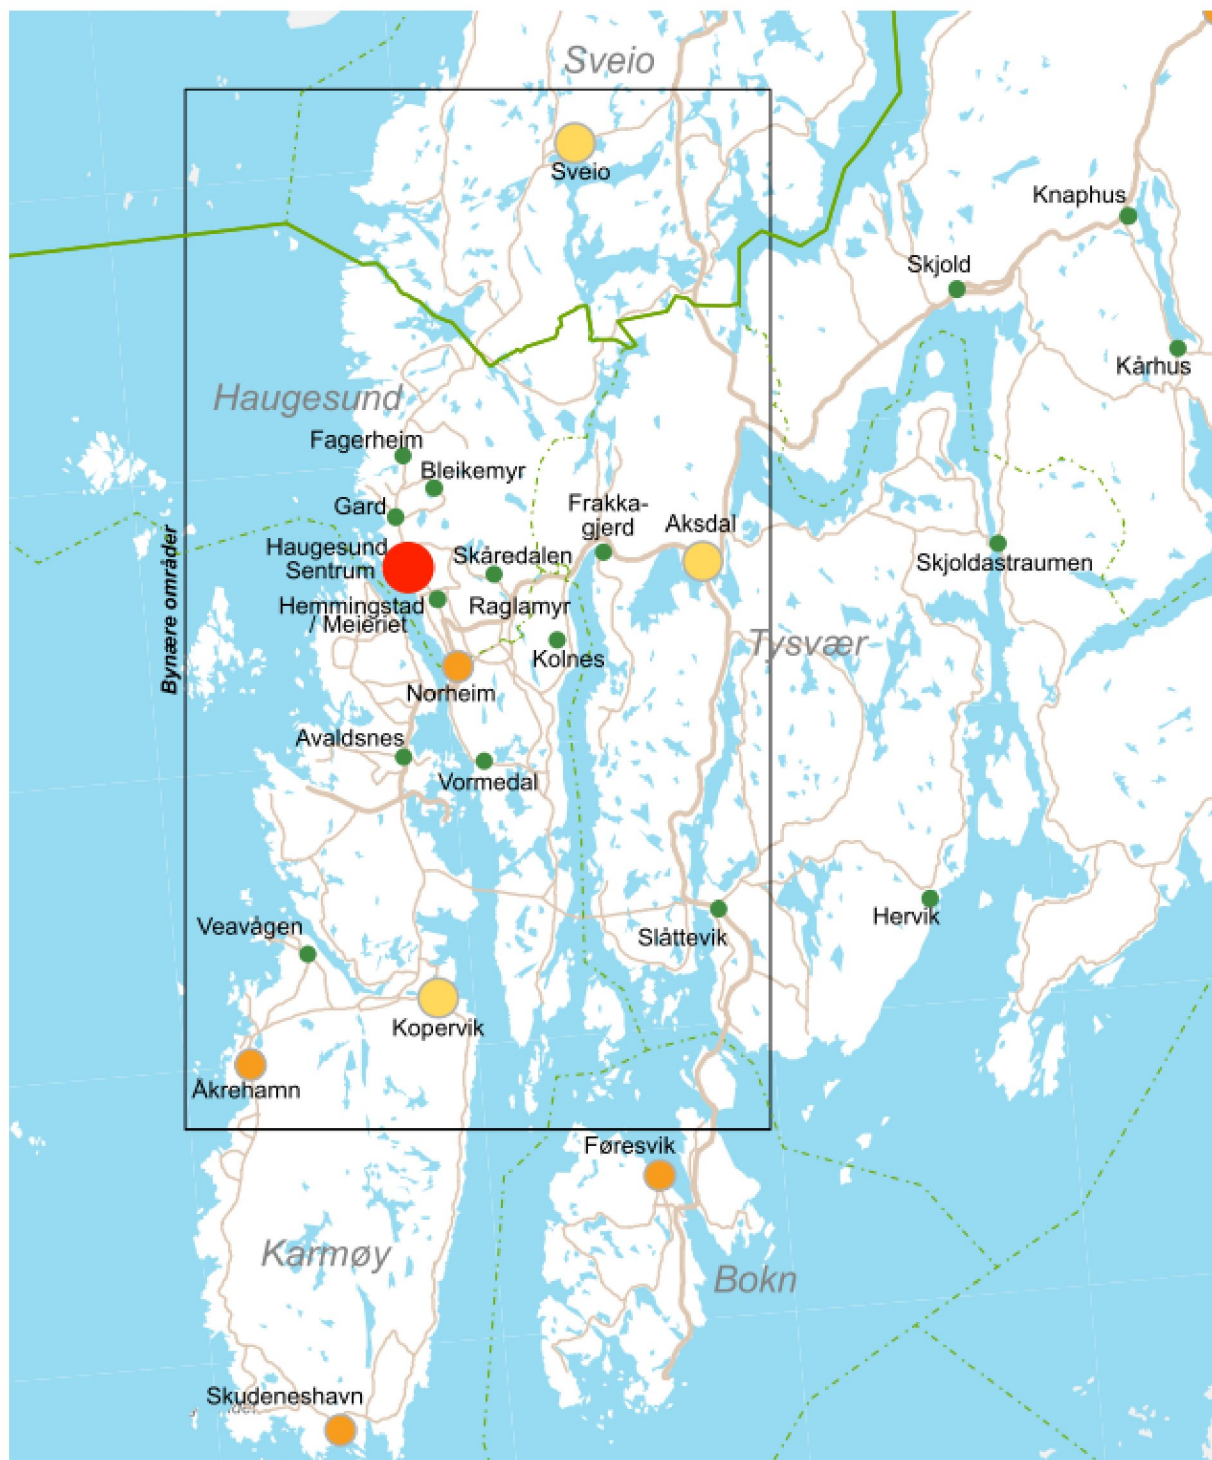 Sveio
Sveio
Knaphus
Skjold
Kårhus
Haugesund
Fagerheim
Bleikemyr
Gard
Frakka-
gjerd
Aksdal
Haugesund
Sentrum
Skåredalen
Skjoldastraumen
Hemmingstad
/ Meieriet
Raglamyr
Kolnes
Tysvær
Bynære områder
Norheim
Avaldsnes
Vormedal
Veavågen
Slåttevik
Hervik
Kopervik
Åkrehamn
Føresvik
Karmøy
Bokn
Skudeneshavn